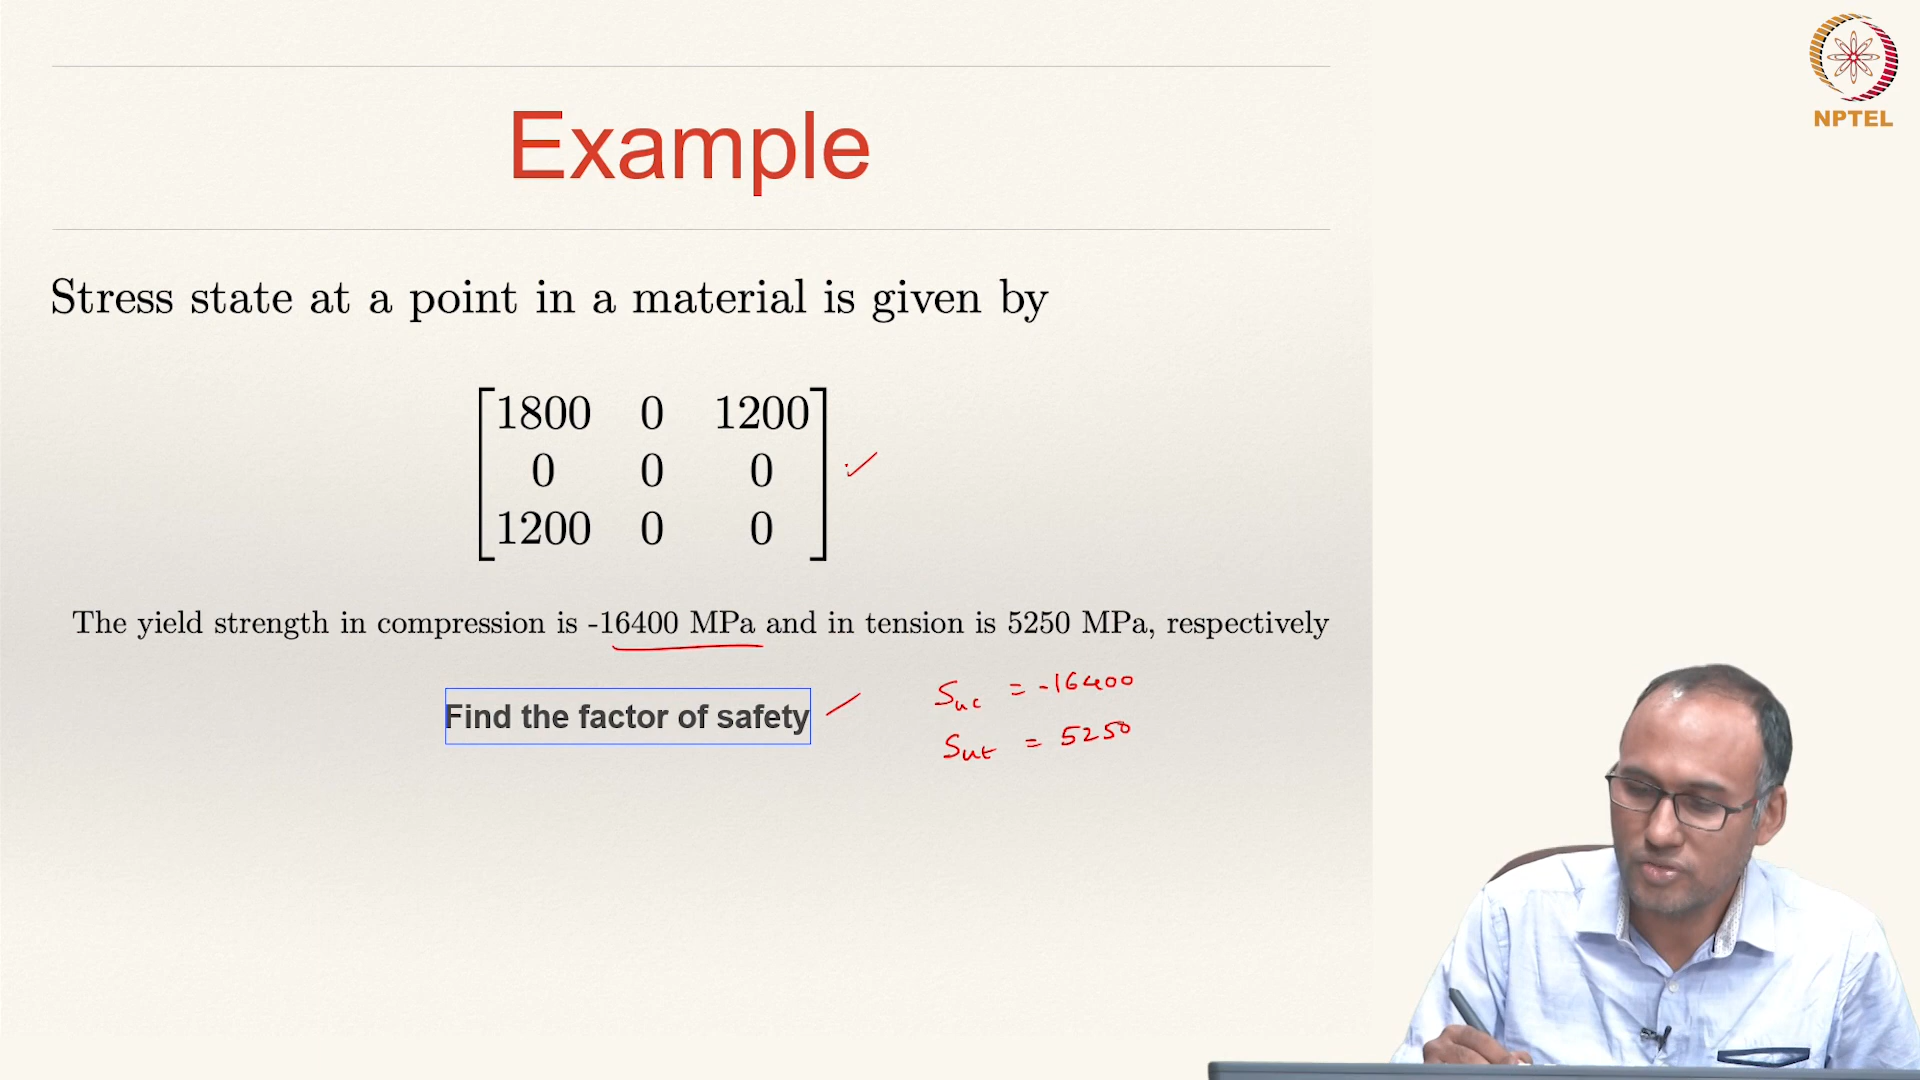 NPTEL
Example
Stress state at a point in a material is given by
1800 0 1200
0 0 0
1200 0 0
The yield strength in compression is -16400 MPa and in tension is 5250 MPa, respectively
Find the factor of safety
Suc = -16400
Sut = 5250